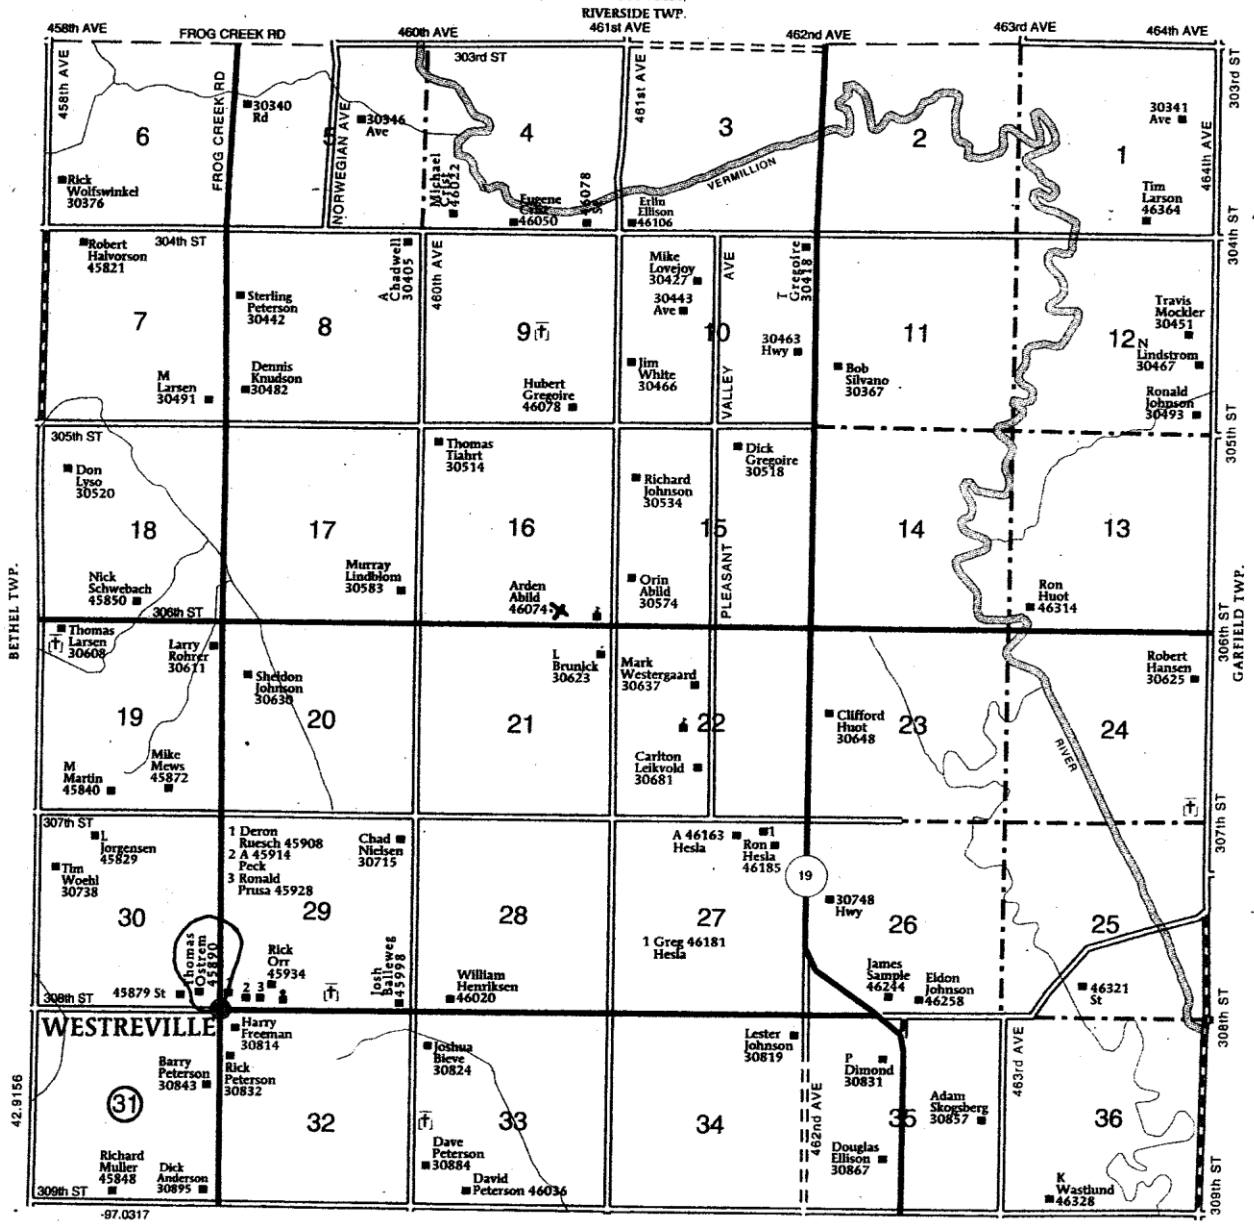 RIVERSIDE TWP.
458th AVE
FROG CREEK RD
460th AVE
461st AVE
462nd AVE
463rd AVE
464th AVE
458th AVE
FROG CREEK RD
NORWEGIAN AVE
303rd ST
461st AVE
303rd ST
464th AVE
6
30340
Rd
5
30346
Ave
4
3
2
1
30341
Ave
VERMILLION
Rick
Wolfswinkel
30376
Michael
Crist
46022
Eugene
Crist
46050
46078
St
Erlin
Ellison
46106
Tim
Larson
46364
304th ST
304th ST
Robert
Halvorson
45821
A
Chadwell
30405
460th AVE
Mike
Lovejoy
30427
AVE
T
Gregoire
30418
Sterling
Peterson
30442
30443
Ave
Travis
Mockler
30451
7
8
9
10
11
12
30463
Hwy
N
Lindstrom
30467
M
Larsen
30491
Dennis
Knudson
30482
Hubert
Gregoire
46078
Jim
White
30466
VALLEY
Bob
Silvano
30367
Ronald
Johnson
30493
305th ST
305th ST
Don
Lyso
30520
Thomas
Tiahrt
30514
Richard
Johnson
30534
Dick
Gregoire
30518
18
17
16
15
14
13
Nick
Schwebach
45850
Murray
Lindblom
30583
Arden
Abild
46074
Orin
Abild
30574
PLEASANT
Ron
Huot
46314
306th ST
306th ST
BETHEL TWP.
GARFIELD TWP.
Thomas
Larsen
30608
Larry
Rohrer
30611
Sheldon
Johnson
30630
L
Brunick
30623
Mark
Westergaard
30637
Robert
Hansen
30625
19
20
21
22
23
24
Clifford
Huot
30648
RIVER
M
Martin
45840
Mike
Mews
45872
Carlton
Leikvold
30681
307th ST
307th ST
L
Jorgensen
45829
Tim
Woehl
30738
1 Deron
Ruesch 45908
2 A 45914
Peck
3 Ronald
Prusa 45928
Chad
Nielsen
30715
A 46163
Hesla
1
Ron
Hesla
46185
19
30748
Hwy
30
29
28
27
26
25
1 Greg 46181
Hesla
Thomas
Ostrem
45890
Rick
Orr
45934
Josh
Balleweg
45998
William
Henriksen
46020
James
Sample
46244
Eldon
Johnson
46258
46321
St
45879 St
1
2
3
308th ST
308th ST
WESTREVILLE
Harry
Freeman
30814
Rick
Peterson
30832
Barry
Peterson
30843
Joshua
Bieve
30824
Lester
Johnson
30819
P
Dimond
30831
463rd AVE
462nd AVE
Adam
Skogsberg
30857
31
32
33
34
35
36
42.9156
Richard
Muller
45848
Dick
Anderson
30895
Dave
Peterson
30884
David
Peterson 46036
Douglas
Ellison
30867
K
Wastlund
46328
309th ST
309th ST
-97.0317